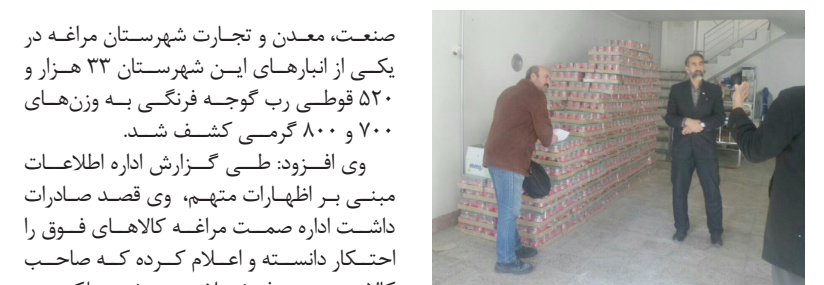 صنعت، معدن و تجارت شهرستان مراغه در
یکی از انبارهای این شهرستان ۳۳ هزار و
۵۲۰ قوطی رب گوجه فرنگی به وزن‌های
۷۰۰ و ۸۰۰ گرمی کشف شد.
وی افزود: طی گزارش اداره اطلاعات
مبنی بر اظهارات متهم، وی قصد صادرات
داشت اداره صمت مراغه کالاهای فوق را
احتکار دانسته و اعلام کرده که صاحب